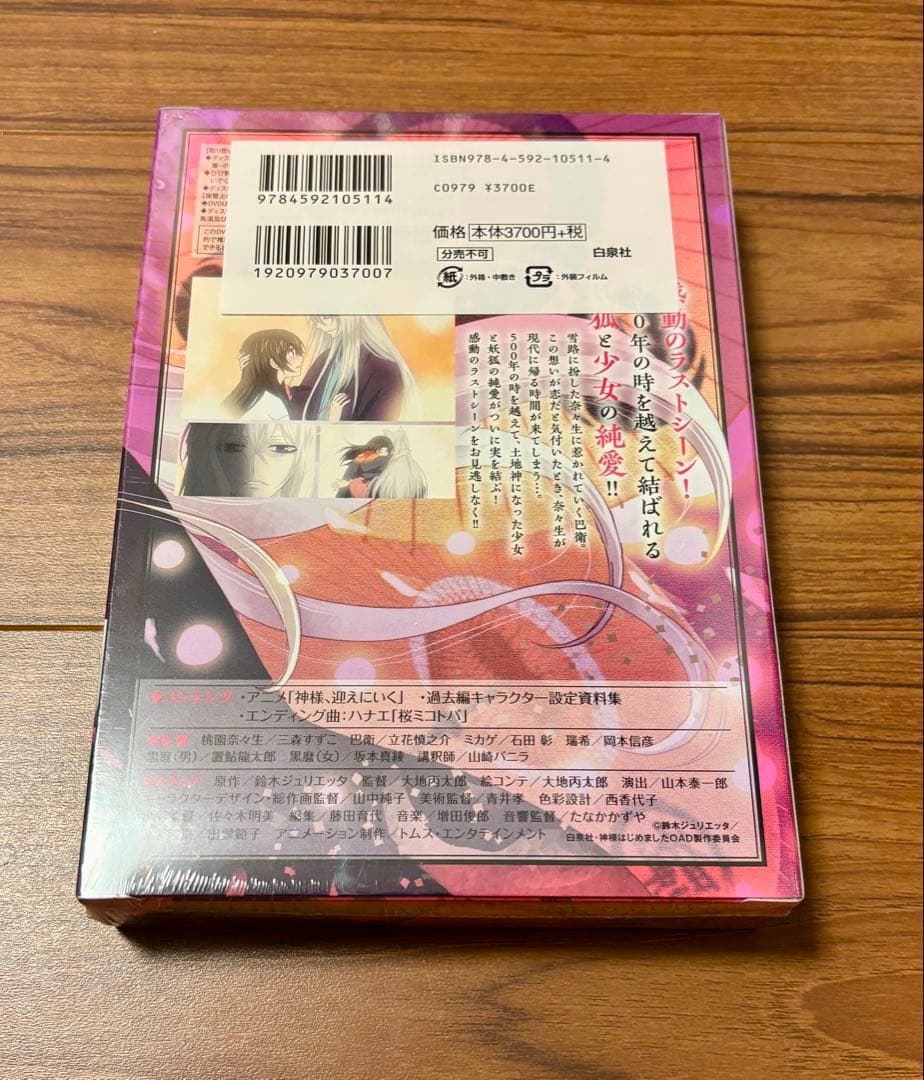 ISBN978-4-592-10511-4
C0979 ¥3700E
9784592105114
価格 本体3700円+税
分売不可
白泉社
1920979037007
紙:外箱・中敷き プラ:外装フィルム
動のラストシーン!
0年の時を越えて結ばれる
狐と少女の純愛!!
雪路に扮した奈々生に惹かれていく巴衛。
この想いが恋だと気付いたとき、奈々生が
現代に帰る時間が来てしまう…。
500年の時を越えて、土地神になった少女
と妖狐の純愛がついに実を結ぶ!
感動のラストシーンをお見逃しなく!!
・アニメ「神様、迎えにいく」 ・過去編キャラクター設定資料集
・エンディング曲:ハナエ「桜ミコトバ」
桃園奈々生/三森すずこ 巴衛/立花慎之介 ミカゲ/石田 彰 瑞希/岡本信彦
黒麿(男)/置鮎龍太郎 黒麿(女)/坂本真綾 講釈師/山崎バニラ
原作/鈴木ジュリエッタ 監督/大地丙太郎 絵コンテ/大地丙太郎 演出/山本泰一郎
キャラクターデザイン・総作画監督/山中純子 美術監督/青井孝 色彩設計/西香代子
監督/佐々木明美 編集/藤田育代 音楽/増田俊郎 音響監督/たなかかずや
出堂範子 アニメーション制作/トムス・エンタテインメント
©鈴木ジュリエッタ/
白泉社・神様はじめましたOAD製作委員会